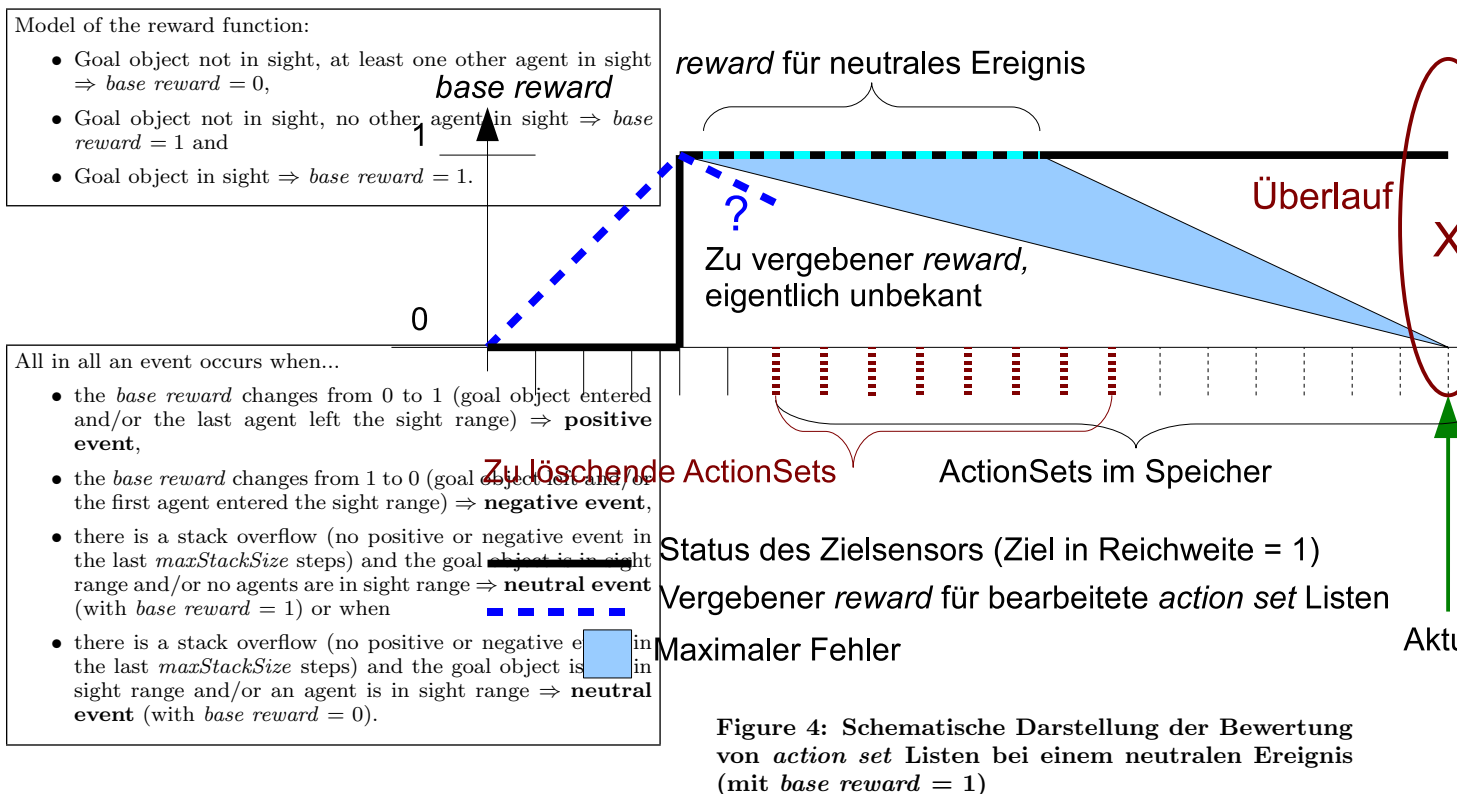 Model of the reward function:
• Goal object not in sight, at least one other agent in sight
⇒ base reward = 0,
• Goal object not in sight, no other agent in sight ⇒ base
reward = 1 and
• Goal object in sight ⇒ base reward = 1.
All in all an event occurs when...
• the base reward changes from 0 to 1 (goal object entered
and/or the last agent left the sight range) ⇒ positive
event,
• the base reward changes from 1 to 0 (goal object left and/or
the first agent entered the sight range) ⇒ negative event,
• there is a stack overflow (no positive or negative event in
the last maxStackSize steps) and the goal object is in sight
range and/or no agents are in sight range ⇒ neutral event
(with base reward = 1) or when
• there is a stack overflow (no positive or negative event in
the last maxStackSize steps) and the goal object is in
sight range and/or an agent is in sight range ⇒ neutral
event (with base reward = 0).
base reward
1
0
reward für neutrales Ereignis
?
Zu vergebener reward,
eigentlich unbekant
Überlauf
X
Zu löschende ActionSets
ActionSets im Speicher
Status des Zielsensors (Ziel in Reichweite = 1)
Vergebener reward für bearbeitete action set Listen
Maximaler Fehler
Aktu
Figure 4: Schematische Darstellung der Bewertung
von action set Listen bei einem neutralen Ereignis
(mit base reward = 1)